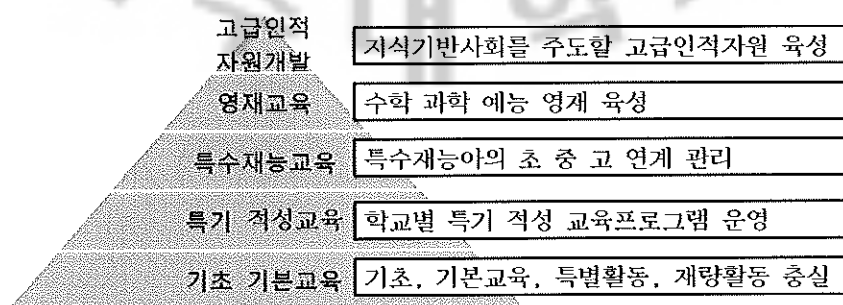 고급인적
자원개발
지식기반사회를 주도할 고급인적자원 육성
영재교육
수학 과학 예능 영재 육성
특수재능교육
특수재능아의 초 중 고 연계 관리
특기 적성교육
학교별 특기 적성 교육프로그램 운영
기초 기본교육
기초, 기본교육, 특별활동, 재량활동 충실